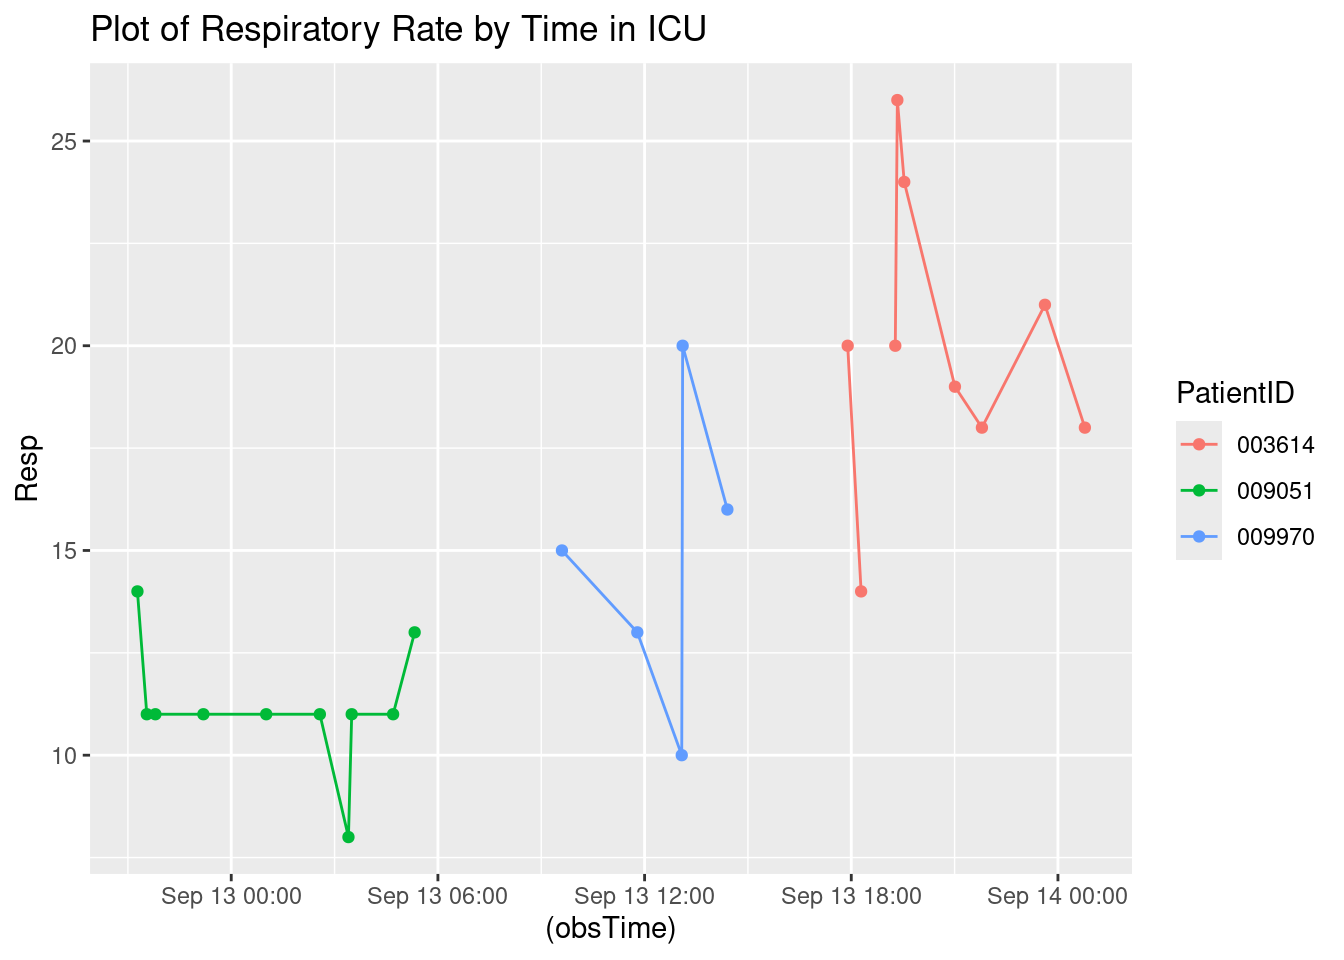 Plot of Respiratory Rate by Time in ICU
25
20
15
10
Resp
Sep 13 00:00
Sep 13 06:00
Sep 13 12:00
Sep 13 18:00
Sep 14 00:00
(obsTime)
PatientID
003614
009051
009970